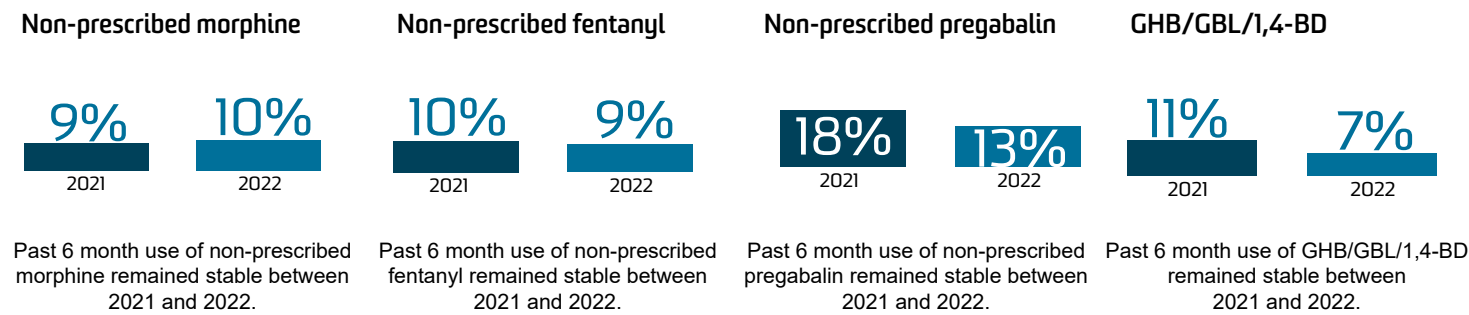 Non-prescribed morphine
9%
10%
2021
2022
Past 6 month use of non-prescribed
morphine remained stable between
2021 and 2022.
Non-prescribed fentanyl
10%
9%
2021
2022
Past 6 month use of non-prescribed
fentanyl remained stable between
2021 and 2022.
Non-prescribed pregabalin
18%
13%
2021
2022
Past 6 month use of non-prescribed
pregabalin remained stable between
2021 and 2022.
GHB/GBL/1,4-BD
11%
7%
2021
2022
Past 6 month use of GHB/GBL/1,4-BD
remained stable between
2021 and 2022.